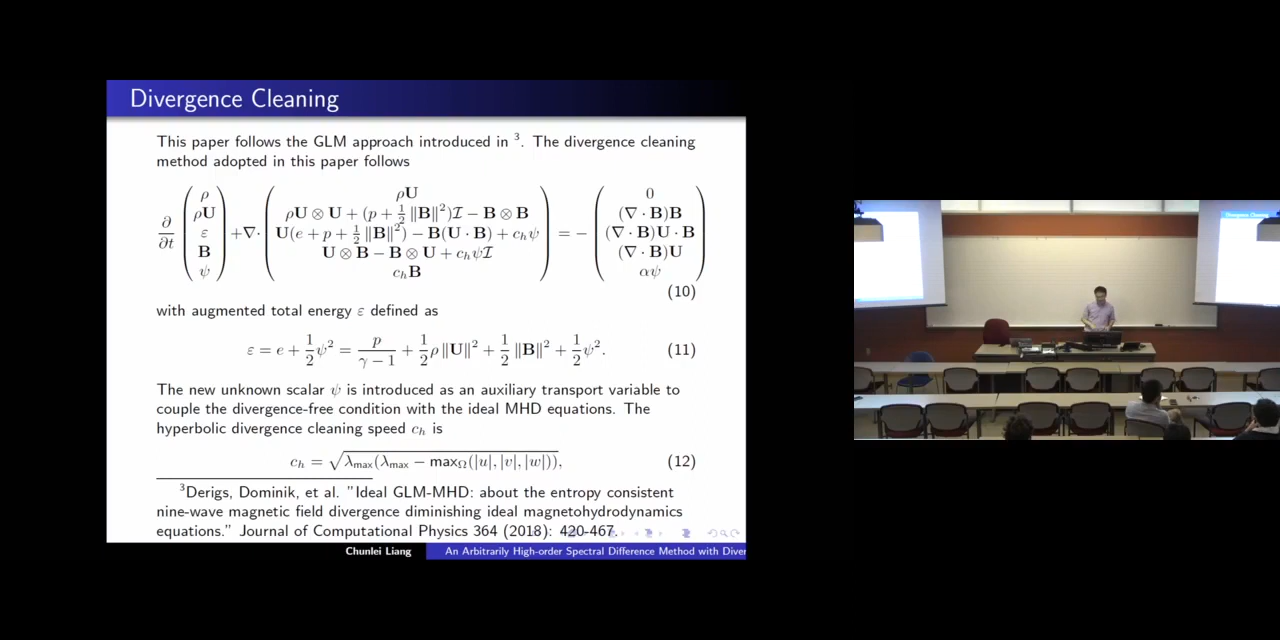 Divergence Cleaning
This paper follows the GLM approach introduced in ³. The divergence cleaning
method adopted in this paper follows
∂/∂t (ρ, ρU, ε, B, ψ) + ∇· (ρU, ρU ⊗ U + (p + ½‖B‖²)I − B ⊗ B, U(e + p + ½‖B‖²) − B(U · B) + c_hψ, U ⊗ B − B ⊗ U + c_hψI, c_hB) = − (0, (∇ · B)B, (∇ · B)U · B, (∇ · B)U, αψ)
(10)
with augmented total energy ε defined as
ε = e + ½ψ² = p/(γ − 1) + ½ρ‖U‖² + ½‖B‖² + ½ψ². (11)
The new unknown scalar ψ is introduced as an auxiliary transport variable to
couple the divergence-free condition with the ideal MHD equations. The
hyperbolic divergence cleaning speed c_h is
c_h = √(λ_max(λ_max − max_Ω(|u|, |v|, |w|))), (12)
³Derigs, Dominik, et al. "Ideal GLM-MHD: about the entropy consistent
nine-wave magnetic field divergence diminishing ideal magnetohydrodynamics
equations." Journal of Computational Physics 364 (2018): 420-467.
Chunlei Liang An Arbitrarily High-order Spectral Difference Method with Diver
Divergence Cleaning